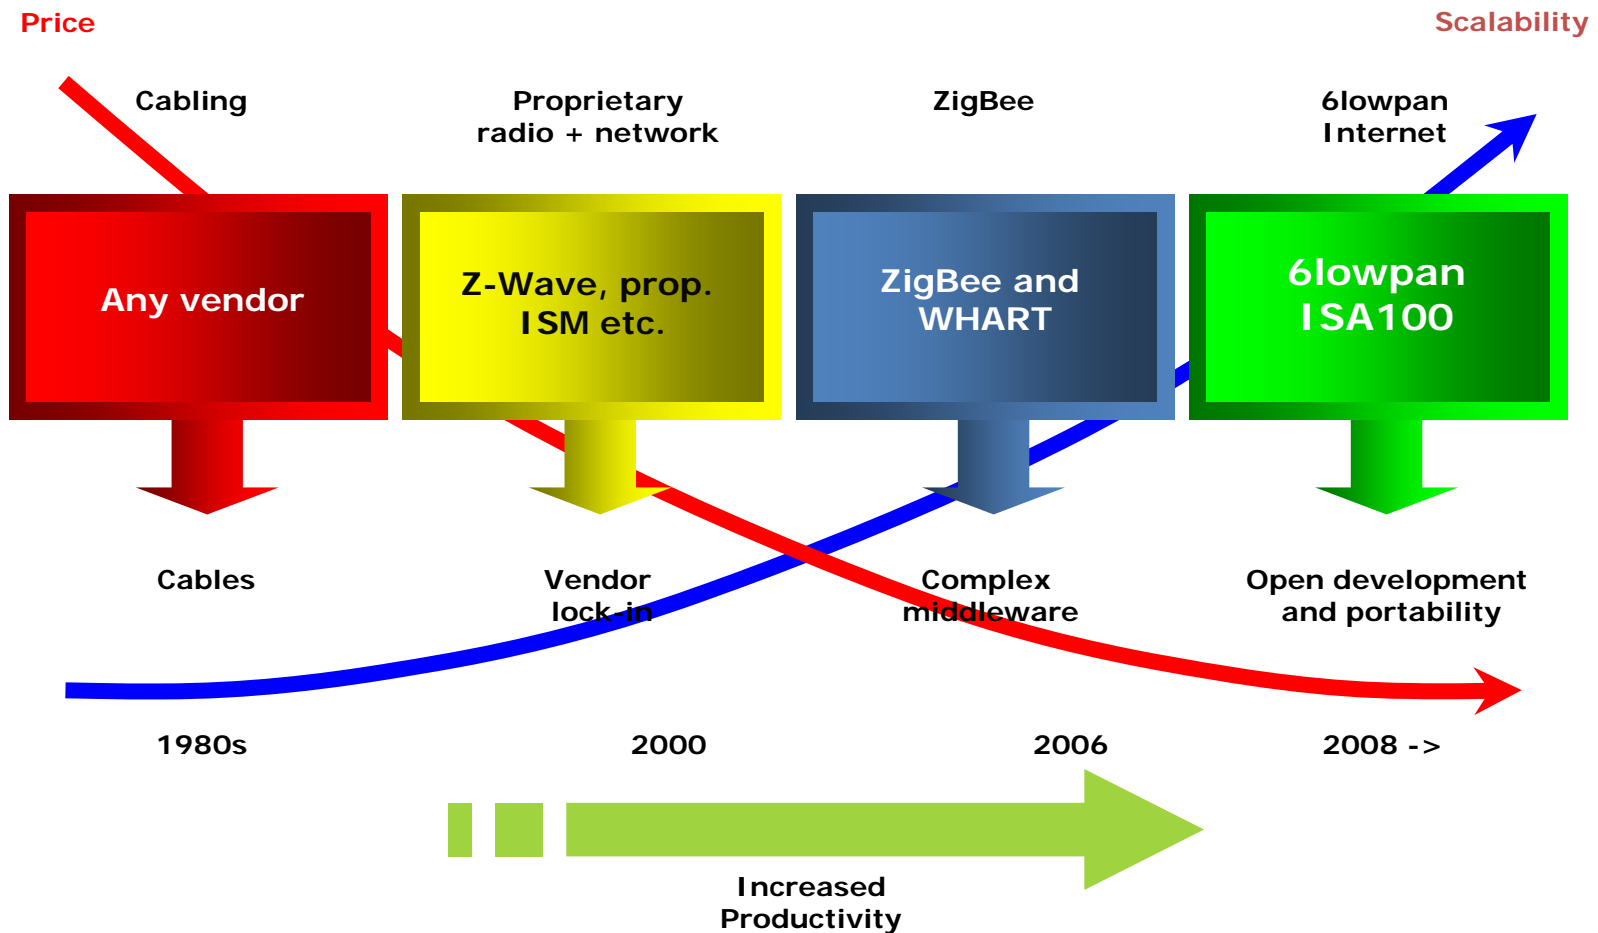 Price
Scalability
Cabling
Proprietary
radio + network
ZigBee
6lowpan
Internet
Any vendor
Z-Wave, prop.
ISM etc.
ZigBee and
WHART
6lowpan
ISA100
Cables
Vendor
lock-in
Complex
middleware
Open development
and portability
1980s
2000
2006
2008 ->
Increased
Productivity